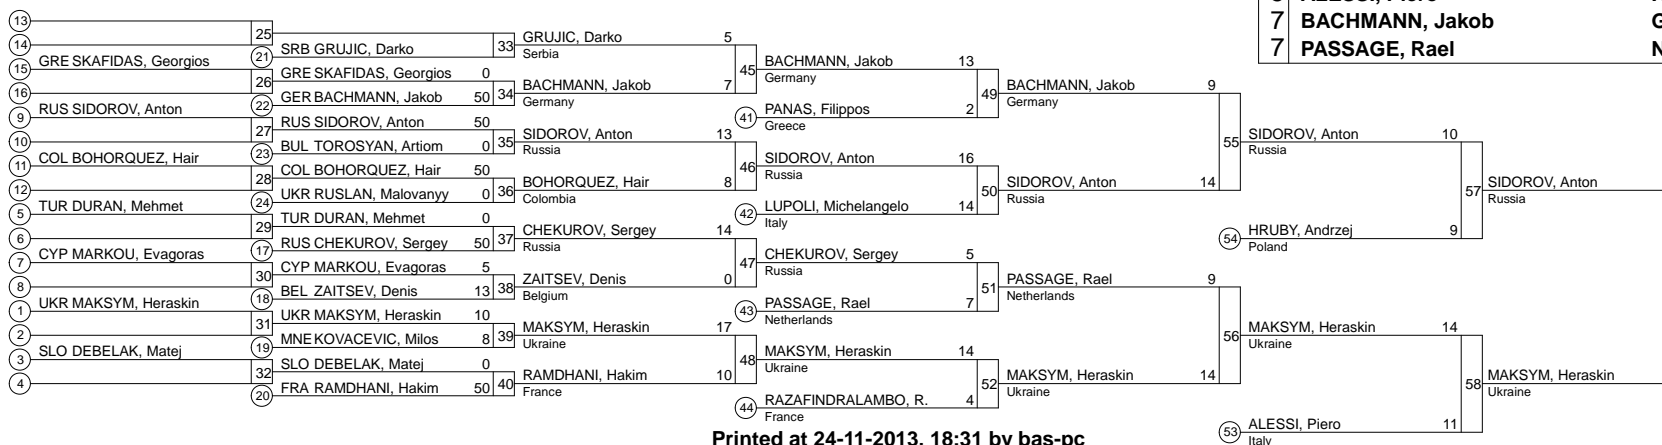 ALESSI, Piero
7 BACHMANN, Jakob G
7 PASSAGE, Rael N
13
14
GRE SKAFIDAS, Georgios
15
16
RUS SIDOROV, Anton
9
10
COL BOHORQUEZ, Hair
11
12
TUR DURAN, Mehmet
5
6
CYP MARKOU, Evagoras
7
8
UKR MAKSYM, Heraskin
1
2
SLO DEBELAK, Matej
3
4
25
21 SRB GRUJIC, Darko
26 GRE SKAFIDAS, Georgios 0
22 GER BACHMANN, Jakob 50
27 RUS SIDOROV, Anton 50
23 BUL TOROSYAN, Artiom 0
28 COL BOHORQUEZ, Hair 50
24 UKR RUSLAN, Malovanyy 0
29 TUR DURAN, Mehmet 0
17 RUS CHEKUROV, Sergey 50
30 CYP MARKOU, Evagoras 5
18 BEL ZAITSEV, Denis 13
31 UKR MAKSYM, Heraskin 10
19 MNE KOVACEVIC, Milos 8
32 SLO DEBELAK, Matej 0
20 FRA RAMDHANI, Hakim 50
33 GRUJIC, Darko 5
Serbia
34 BACHMANN, Jakob 7
Germany
35 SIDOROV, Anton 13
Russia
36 BOHORQUEZ, Hair 8
Colombia
37 CHEKUROV, Sergey 14
Russia
38 ZAITSEV, Denis 0
Belgium
39 MAKSYM, Heraskin 17
Ukraine
40 RAMDHANI, Hakim 10
France
45 BACHMANN, Jakob 13
Germany
41 PANAS, Filippos 2
Greece
46 SIDOROV, Anton 16
Russia
42 LUPOLI, Michelangelo 14
Italy
47 CHEKUROV, Sergey 5
Russia
43 PASSAGE, Rael 7
Netherlands
48 MAKSYM, Heraskin 14
Ukraine
44 RAZAFINDRALAMBO, R. 4
France
49 BACHMANN, Jakob 9
Germany
50 SIDOROV, Anton 14
Russia
51 PASSAGE, Rael 9
Netherlands
52 MAKSYM, Heraskin 14
Ukraine
55 SIDOROV, Anton 10
Russia
54 HRUBY, Andrzej 9
Poland
56 MAKSYM, Heraskin 14
Ukraine
53 ALESSI, Piero 11
Italy
57 SIDOROV, Anton
Russia
58 MAKSYM, Heraskin
Ukraine
Printed at 24-11-2013, 18:31 by bas-pc